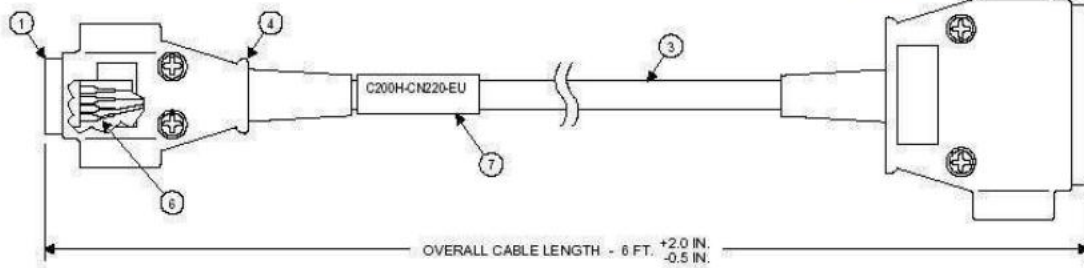 1
4
3
C200H-CN220-EU
7
6
OVERALL CABLE LENGTH - 6 FT. +2.0 IN.
-0.5 IN.